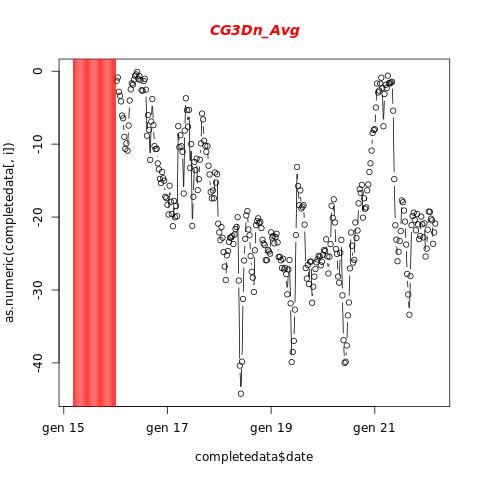 CG3Dn_Avg
as.numeric(completedata[, i])
0
-10
-20
-30
-40
gen 15
gen 17
gen 19
gen 21
completedata$date